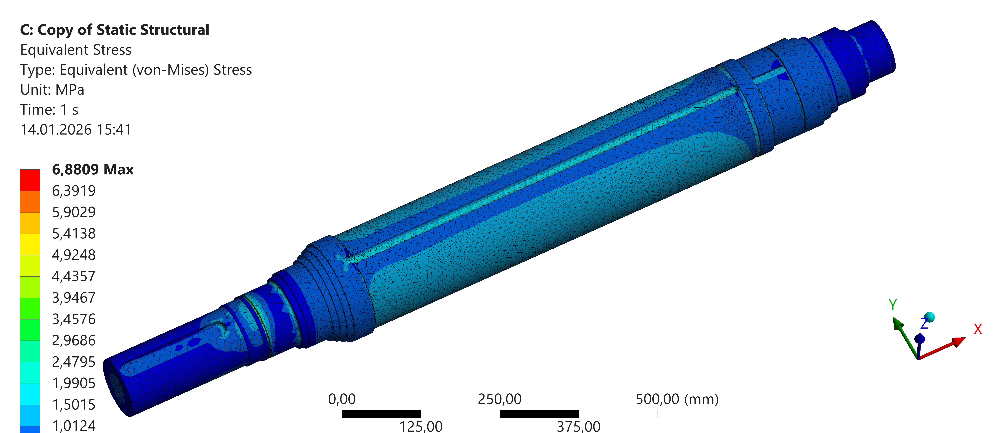 C: Copy of Static Structural
Equivalent Stress
Type: Equivalent (von-Mises) Stress
Unit: MPa
Time: 1 s
14.01.2026 15:41
6,8809 Max
6,3919
5,9029
5,4138
4,9248
4,4357
3,9467
3,4576
2,9686
2,4795
1,9905
1,5015
1,0124
0,00 250,00 500,00 (mm)
125,00 375,00
Y
Z
X